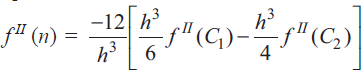 f^{II}(n) = \frac{-12}{h^3} \left[ \frac{h^3}{6} f^{II}(C_1) - \frac{h^3}{4} f^{II}(C_2) \right]